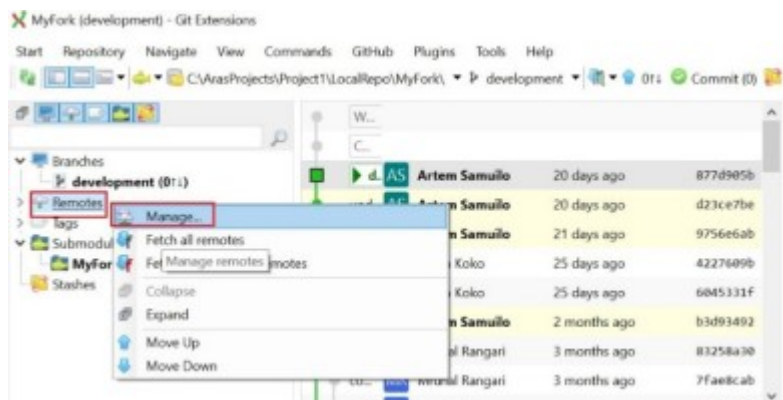 MyFork (development) - Git Extensions
Start Repository Navigate View Commands GitHub Plugins Tools Help
C:\ArasProjects\Project1\LocalRepo\MyFork\ development 0↑↓ Commit (0)
W...
C...
Branches
development (0↑↓)
d. AS Artem Samuilo 20 days ago 877d905b
Remotes
Manage...
Samuilo 20 days ago d23ce7be
Tags
Fetch all remotes
Samuilo 21 days ago 9756e6ab
Submodul
MyFor
Manage remotes
motes
Koko 25 days ago 4227609b
Stashes
Collapse
Koko 25 days ago 6045331f
Expand
Samuilo 2 months ago b3d93492
Move Up
Rangari 3 months ago 83258a30
Move Down
Rangari 3 months ago 7fae8cab